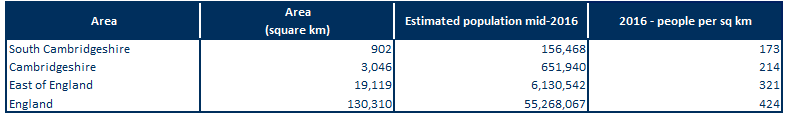 Area Area (square km) Estimated population mid-2016 2016 - people per sq km
South Cambridgeshire 902 156,468 173
Cambridgeshire 3,046 651,940 214
East of England 19,119 6,130,542 321
England 130,310 55,268,067 424